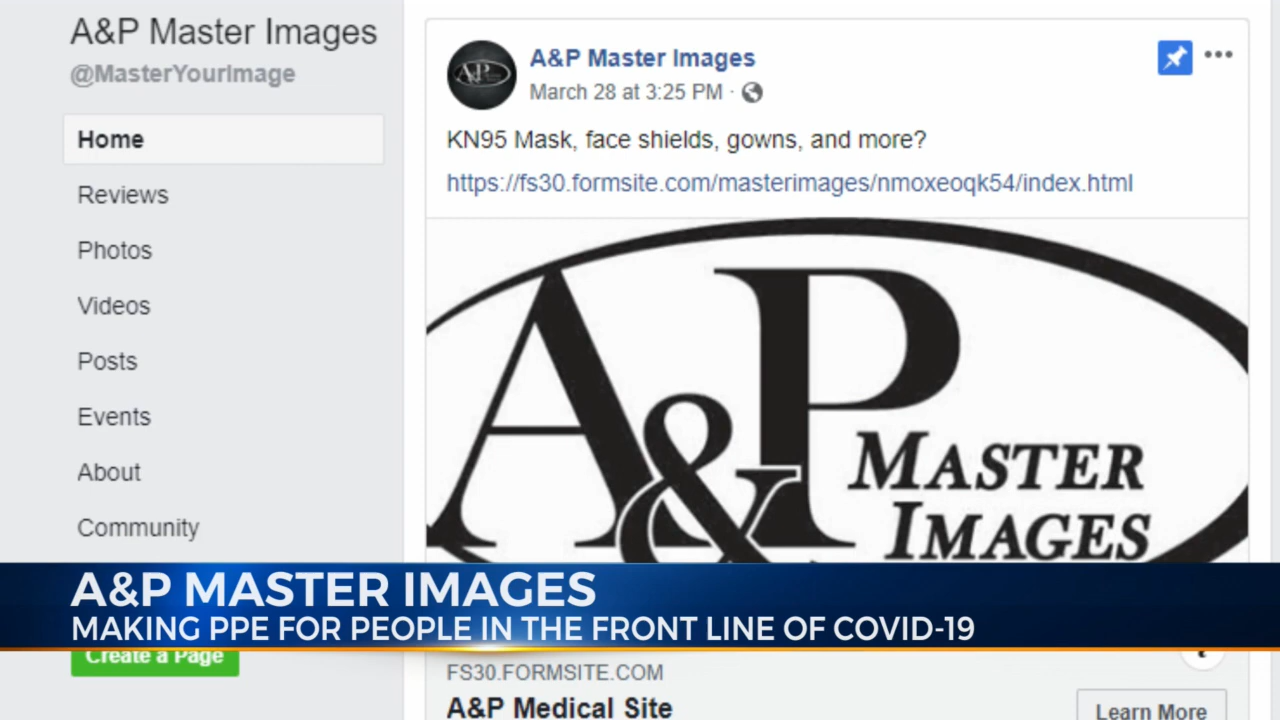 A&P Master Images
@MasterYourImage
Home
Reviews
Photos
Videos
Posts
Events
About
Community
Create a Page
A&P
A&P Master Images
March 28 at 3:25 PM ·
KN95 Mask, face shields, gowns, and more?
https://fs30.formsite.com/masterimages/nmoxeoqk54/index.html
A&P
MASTER
IMAGES
FS30.FORMSITE.COM
A&P Medical Site
Learn More
A&P MASTER IMAGES
MAKING PPE FOR PEOPLE IN THE FRONT LINE OF COVID-19